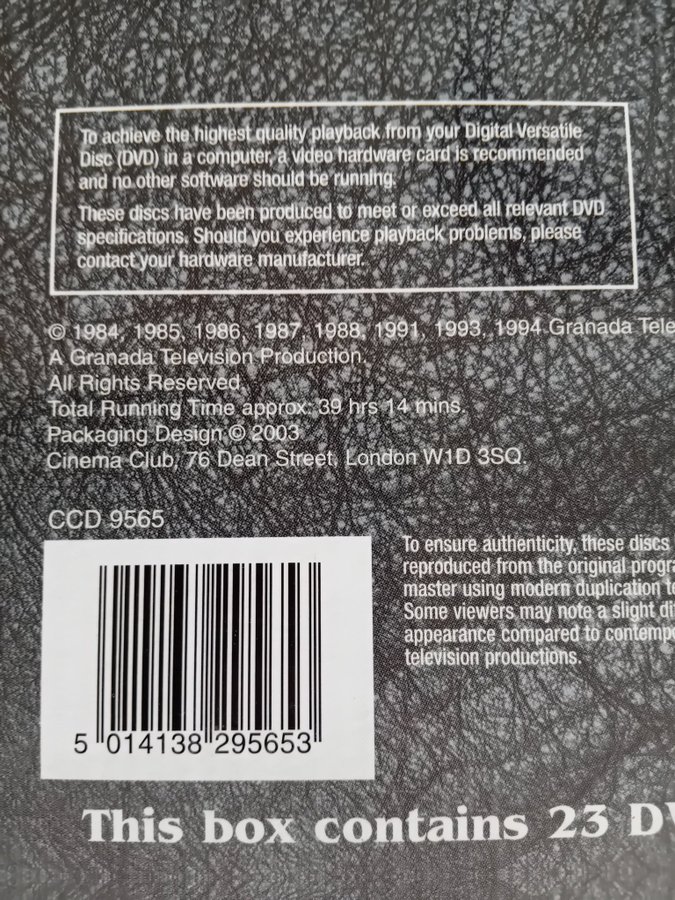 To achieve the highest quality playback from your Digital Versatile
Disc (DVD) in a computer, a video hardware card is recommended
and no other software should be running.
These discs have been produced to meet or exceed all relevant DVD
specifications. Should you experience playback problems, please
contact your hardware manufacturer.
© 1984, 1985, 1986, 1987, 1988, 1991, 1993, 1994 Granada Tele
A Granada Television Production.
All Rights Reserved.
Total Running Time approx: 39 hrs 14 mins.
Packaging Design © 2003
Cinema Club, 76 Dean Street, London W1D 3SQ.
CCD 9565
To ensure authenticity, these discs
reproduced from the original progra
master using modern duplication te
Some viewers may note a slight dif
appearance compared to contempo
television productions.
5 014138 295653
This box contains 23 DV